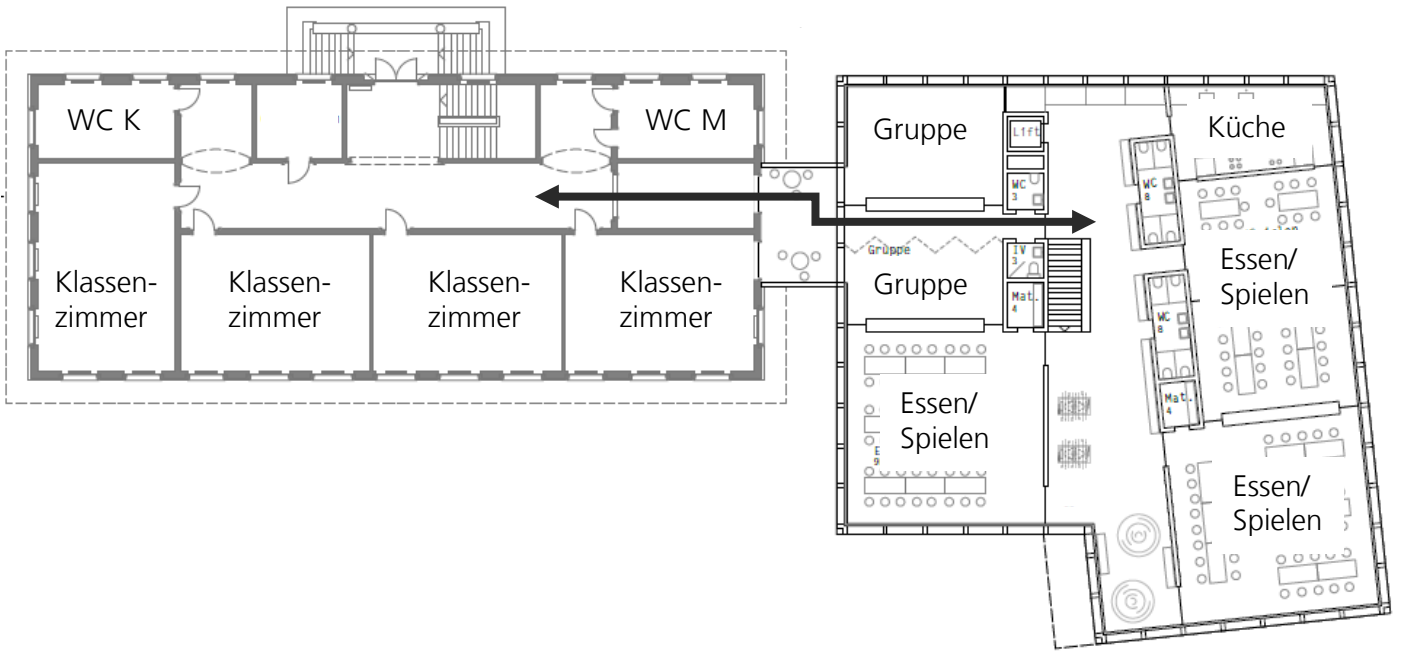 WC K
WC M
Klassen-
zimmer
Klassen-
zimmer
Klassen-
zimmer
Klassen-
zimmer
Gruppe
Lift
WC
3
Gruppe
IV
3
Gruppe
Mat.
4
Essen/
Spielen
E
9
Küche
WC
8
Essen/
Spielen
WC
8
Mat.
4
Essen/
Spielen